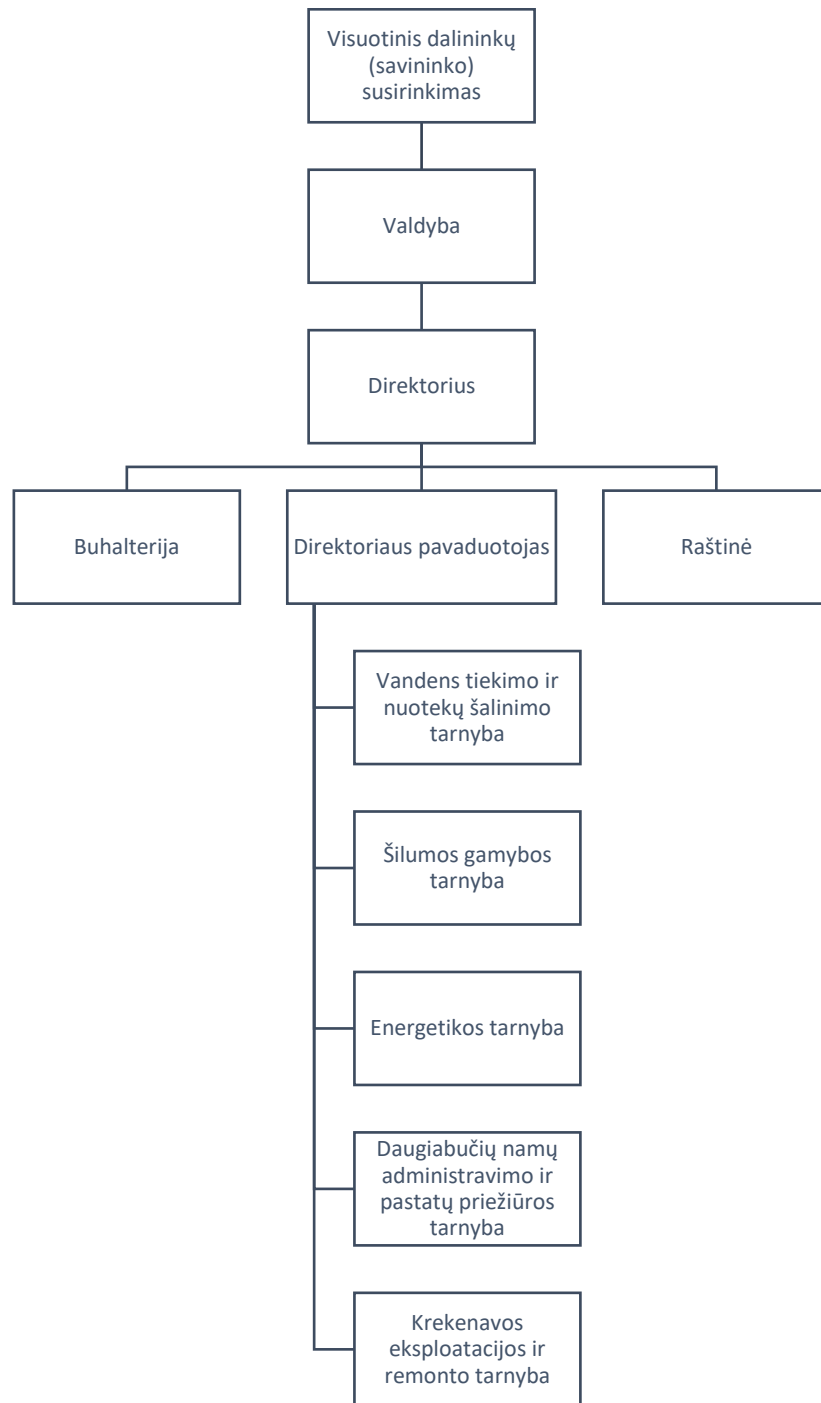 Visuotinis dalininkų
(savininko)
susirinkimas
Valdyba
Direktorius
Buhalterija
Direktoriaus pavaduotojas
Raštinė
Vandens tiekimo ir
nuotekų šalinimo
tarnyba
Šilumos gamybos
tarnyba
Energetikos tarnyba
Daugiabučių namų
administravimo ir
pastatų priežiūros
tarnyba
Krekenavos
eksploatacijos ir
remonto tarnyba